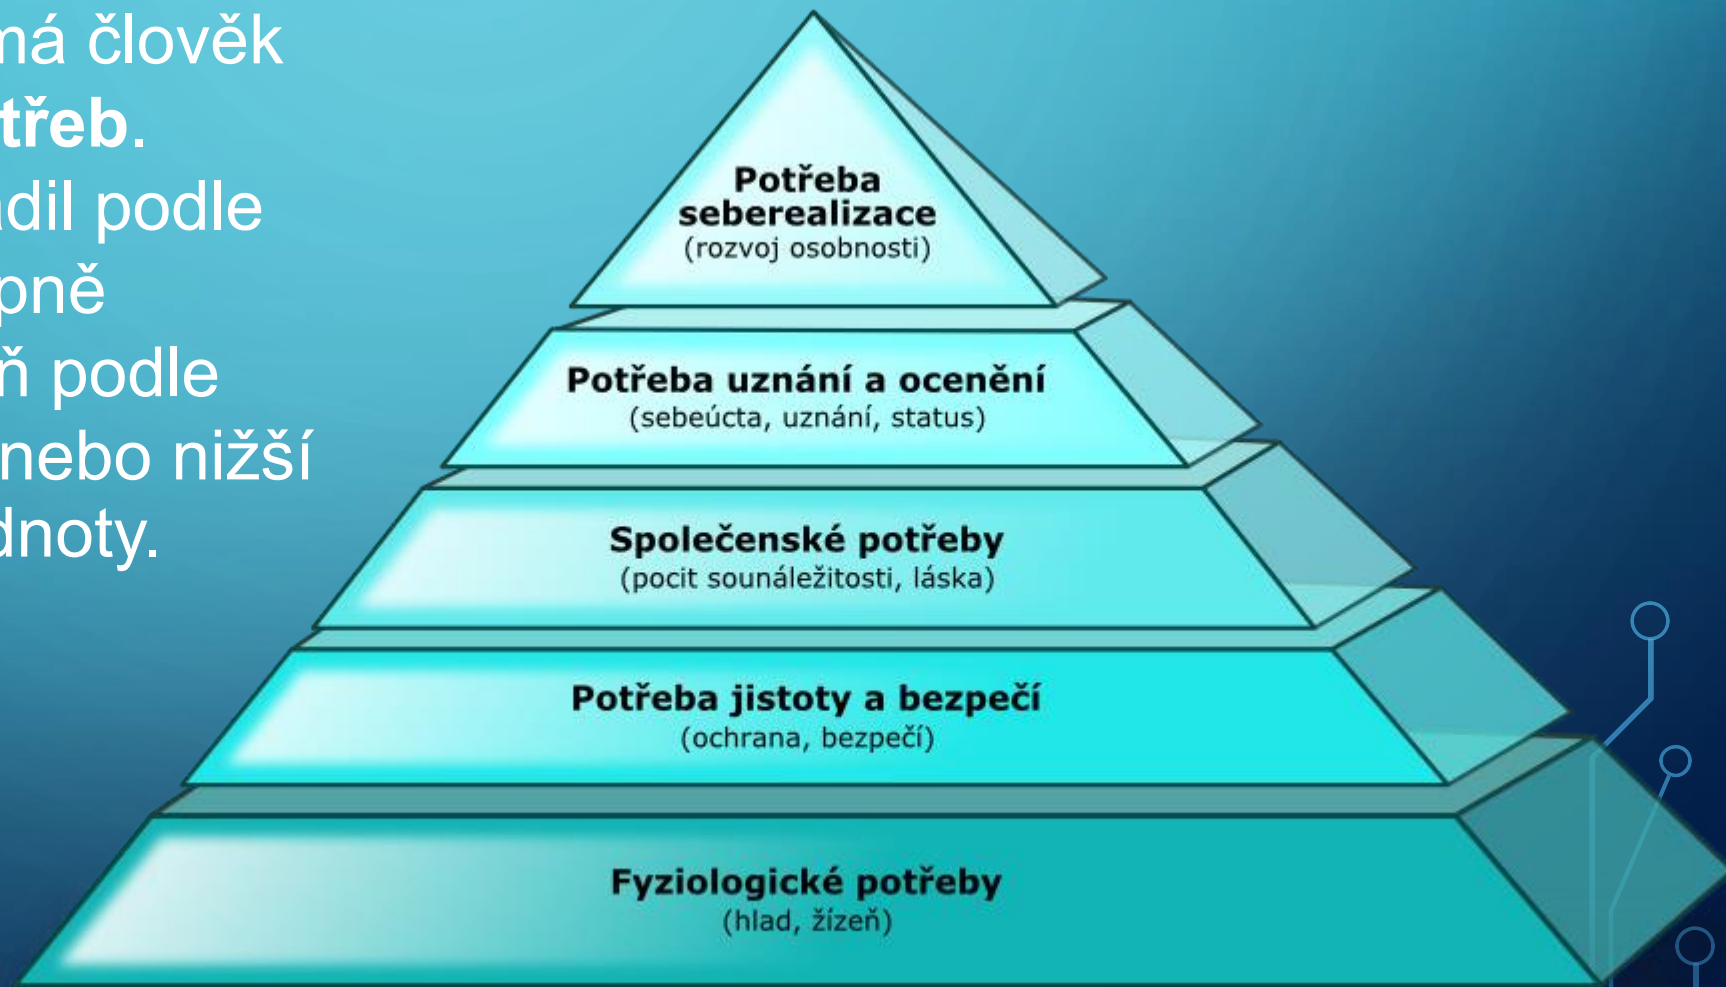 má člověk
třeb.
adil podle
pně
ň podle
nebo nižší
dnoty.
Potřeba
seberealizace
(rozvoj osobnosti)
Potřeba uznání a ocenění
(sebeúcta, uznání, status)
Společenské potřeby
(pocit sounáležitosti, láska)
Potřeba jistoty a bezpečí
(ochrana, bezpečí)
Fyziologické potřeby
(hlad, žízeň)